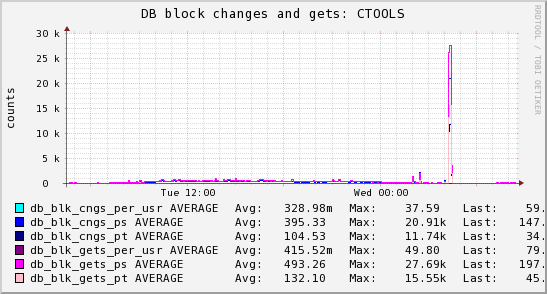 DB block changes and gets: CTOOLS
RRDTOOL / TOBI OETIKER
counts
30 k
25 k
20 k
15 k
10 k
5 k
0
Tue 12:00 Wed 00:00
db_blk_cngs_per_usr AVERAGE Avg: 328.98m Max: 37.59 Last: 59.
db_blk_cngs_ps AVERAGE Avg: 395.33 Max: 20.91k Last: 147.
db_blk_cngs_pt AVERAGE Avg: 104.53 Max: 11.74k Last: 34.
db_blk_gets_per_usr AVERAGE Avg: 415.52m Max: 49.80 Last: 79.
db_blk_gets_ps AVERAGE Avg: 493.26 Max: 27.69k Last: 197.
db_blk_gets_pt AVERAGE Avg: 132.10 Max: 15.55k Last: 45.